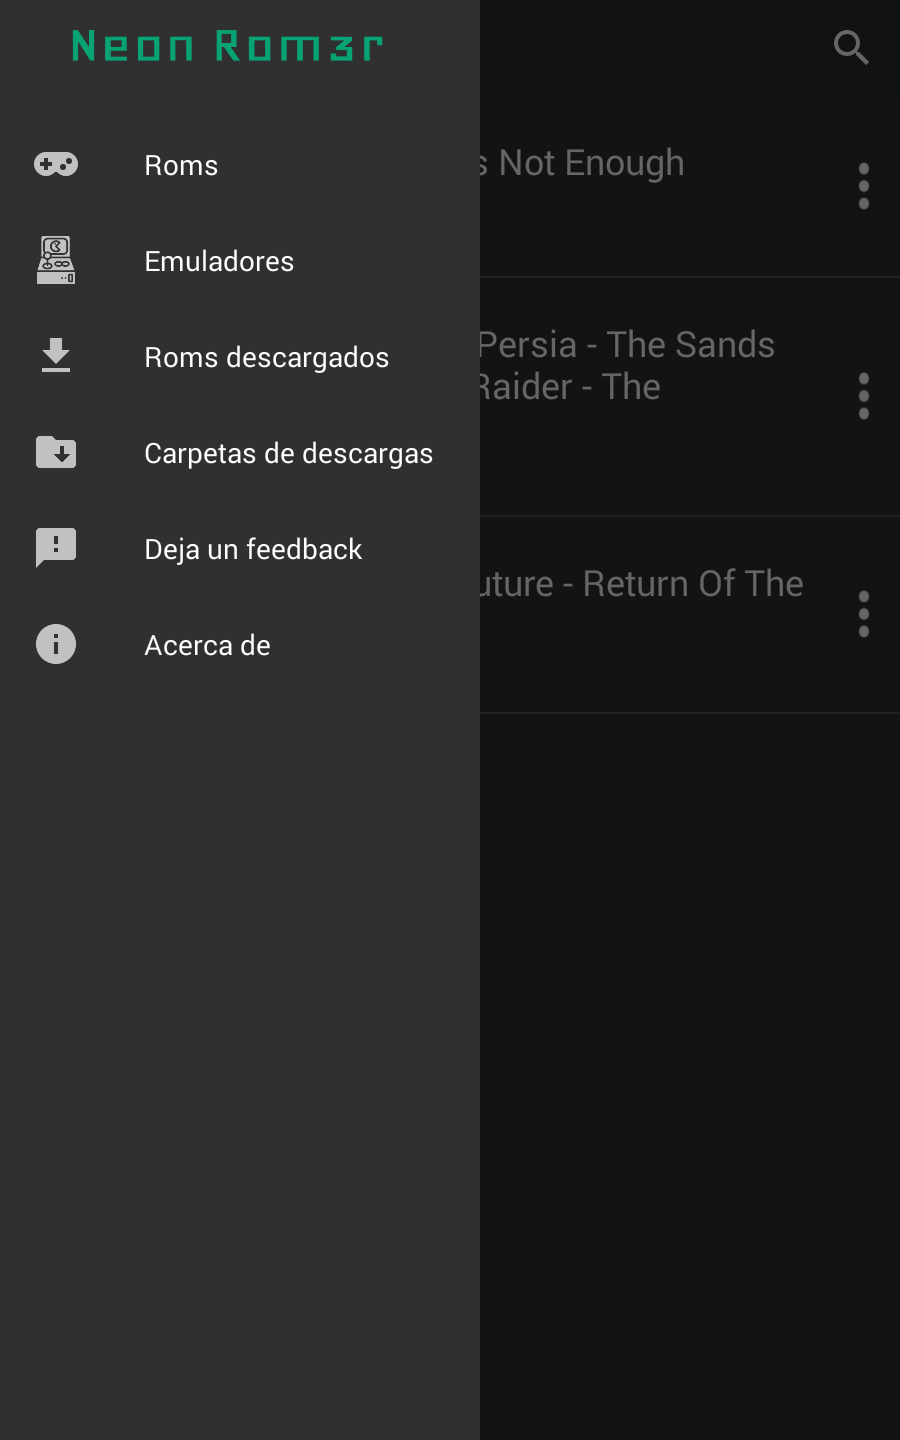 Neon Rom3r
Roms
Emuladores
Roms descargados
Carpetas de descargas
Deja un feedback
Acerca de
Not Enough
Persia - The Sands
Raider - The
- Return Of The